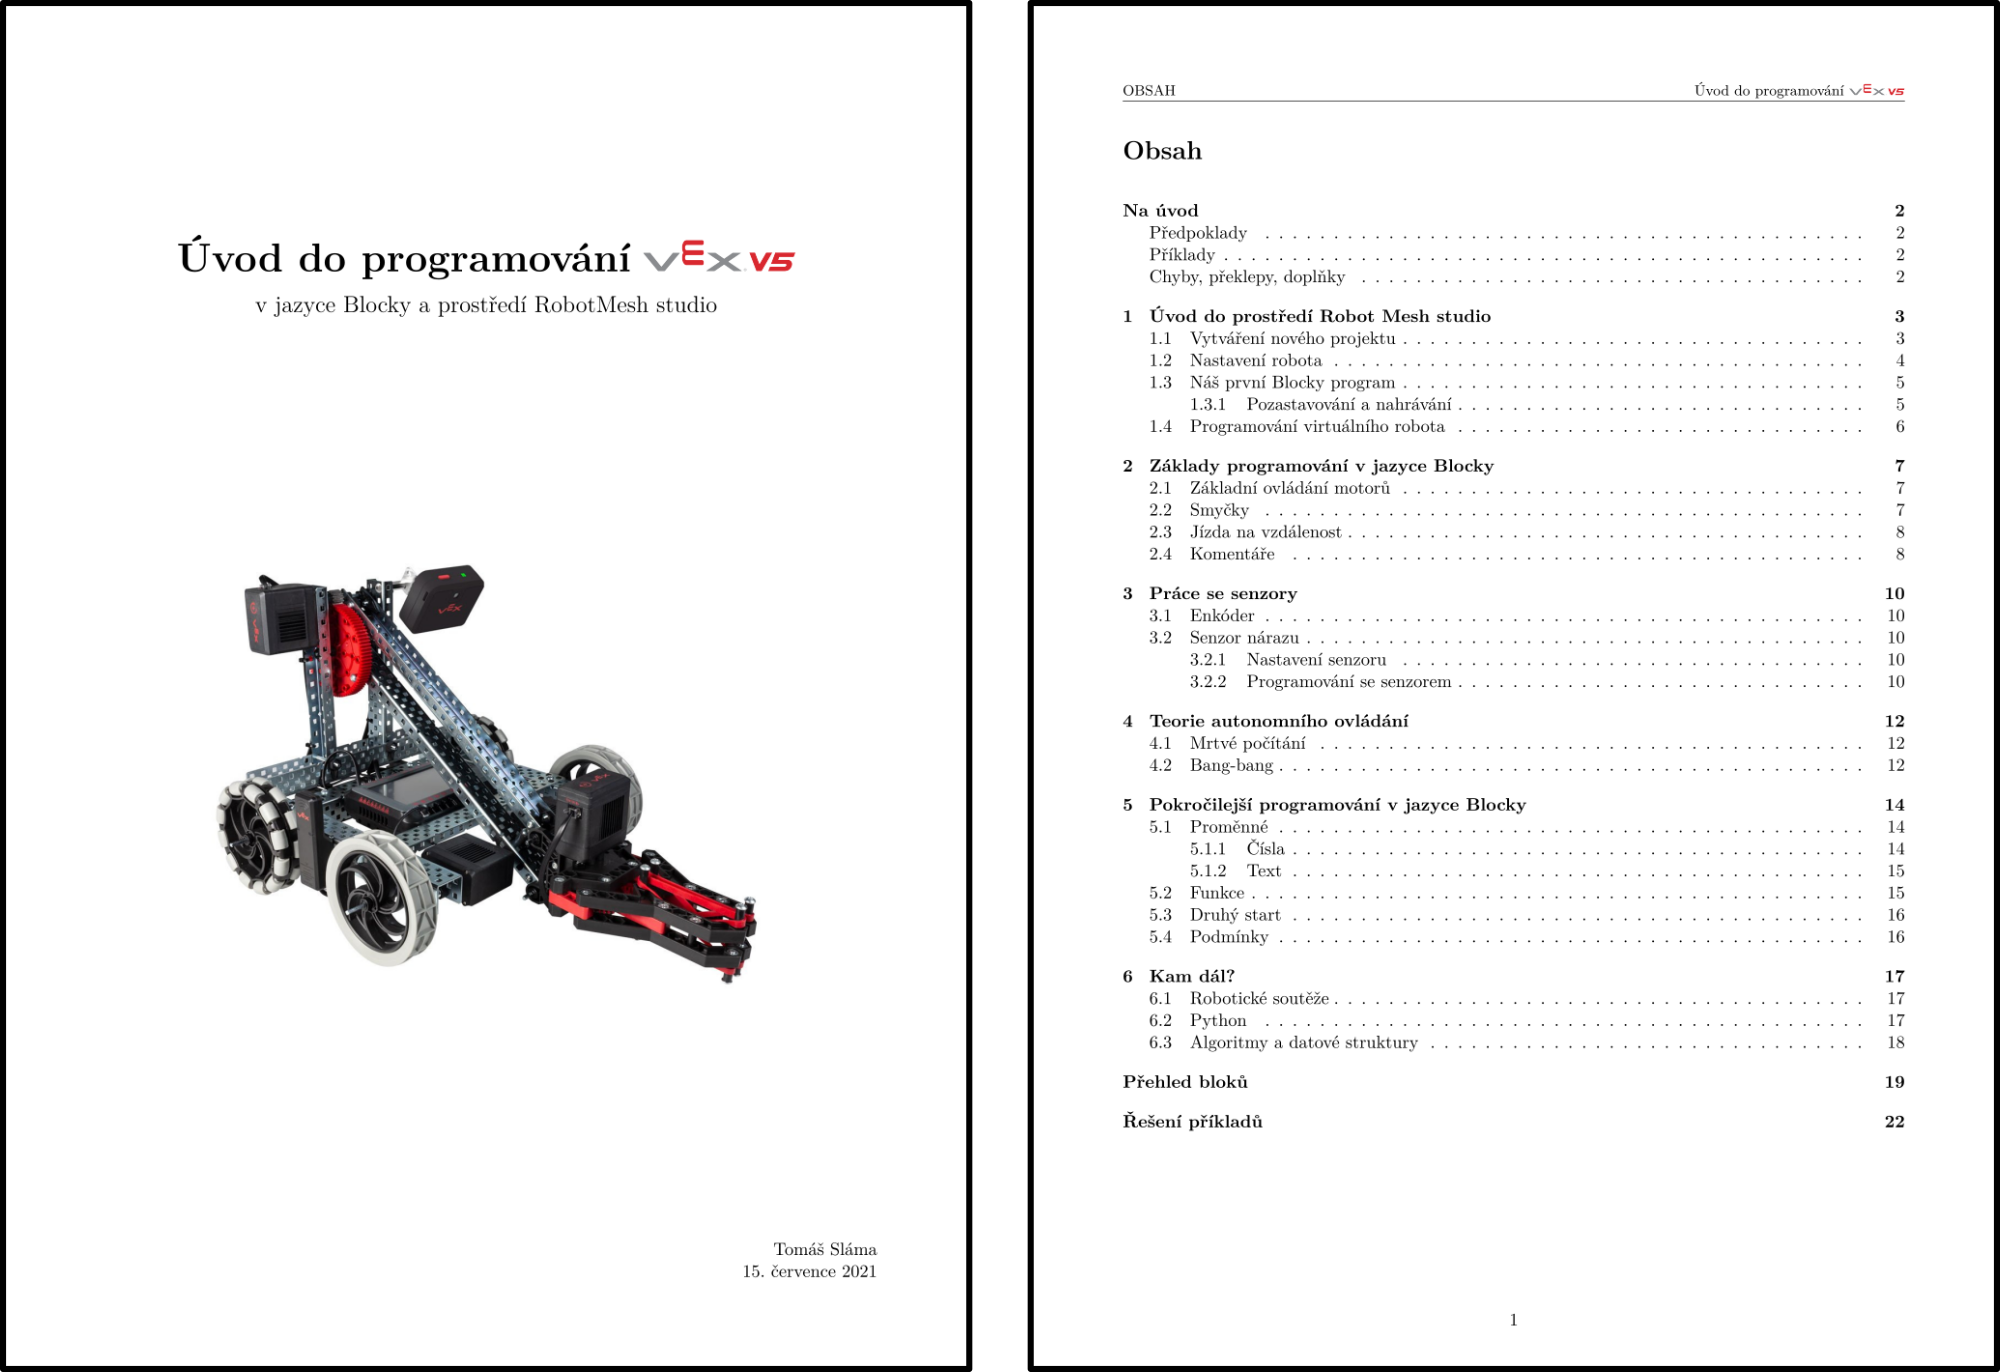 Úvod do programování VEX V5
v jazyce Blocky a prostředí RobotMesh studio
Tomáš Sláma
15. července 2021
OBSAH Úvod do programování VEX V5
Obsah
Na úvod 2
Předpoklady 2
Příklady 2
Chyby, překlepy, doplňky 2
1 Úvod do prostředí Robot Mesh studio 3
1.1 Vytváření nového projektu 3
1.2 Nastavení robota 4
1.3 Náš první Blocky program 5
1.3.1 Pozastavování a nahrávání 5
1.4 Programování virtuálního robota 6
2 Základy programování v jazyce Blocky 7
2.1 Základní ovládání motorů 7
2.2 Smyčky 7
2.3 Jízda na vzdálenost 8
2.4 Komentáře 8
3 Práce se senzory 10
3.1 Enkóder 10
3.2 Senzor nárazu 10
3.2.1 Nastavení senzoru 10
3.2.2 Programování se senzorem 10
4 Teorie autonomního ovládání 12
4.1 Mrtvé počítání 12
4.2 Bang-bang 12
5 Pokročilejší programování v jazyce Blocky 14
5.1 Proměnné 14
5.1.1 Čísla 14
5.1.2 Text 15
5.2 Funkce 15
5.3 Druhý start 16
5.4 Podmínky 16
6 Kam dál? 17
6.1 Robotické soutěže 17
6.2 Python 17
6.3 Algoritmy a datové struktury 18
Přehled bloků 19
Řešení příkladů 22
1